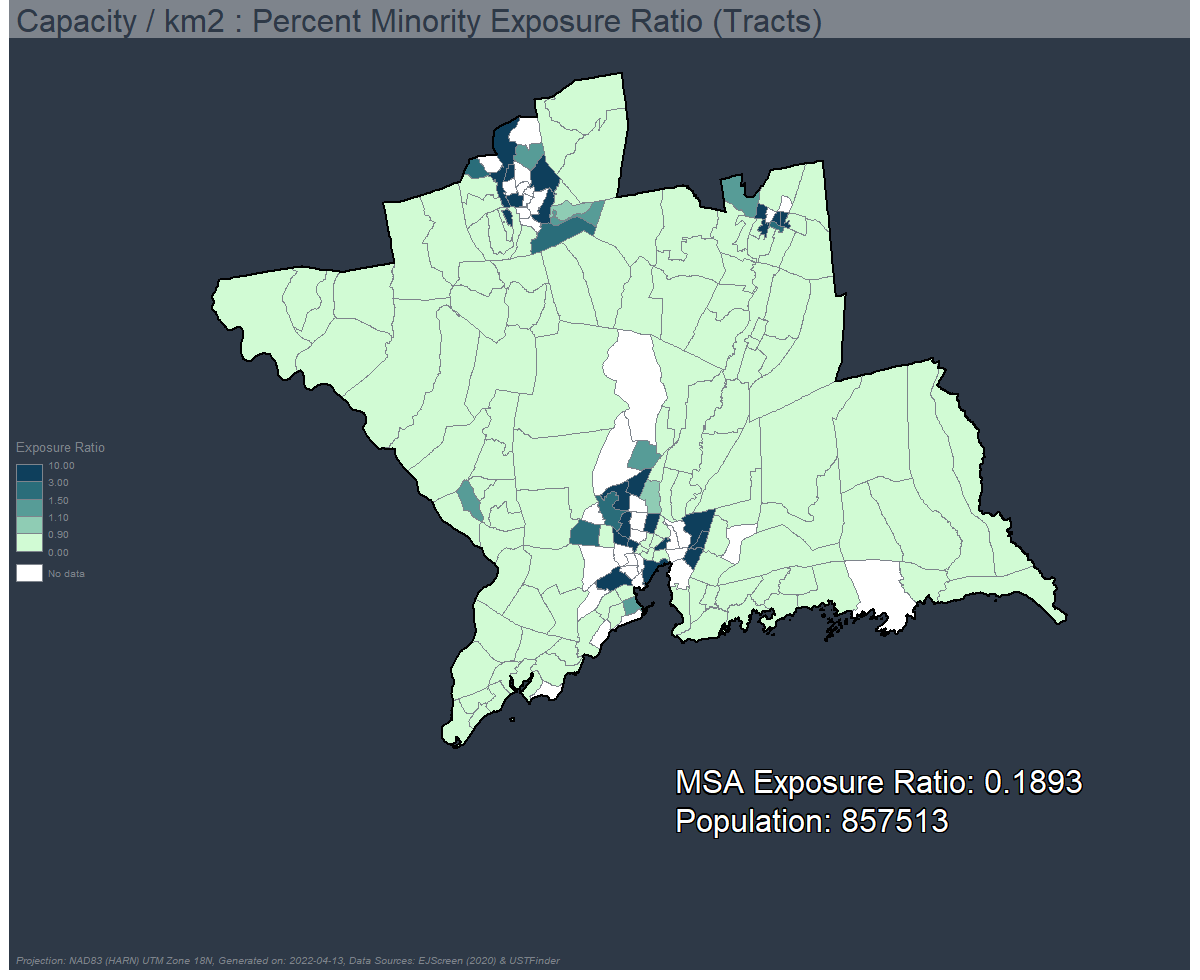 Capacity / km2 : Percent Minority Exposure Ratio (Tracts)
Exposure Ratio
10.00
3.00
1.50
1.10
0.90
0.00
No data
MSA Exposure Ratio: 0.1893
Population: 857513
Projection: NAD83 (HARN) UTM Zone 18N, Generated on: 2022-04-13, Data Sources: EJScreen (2020) & USTFinder